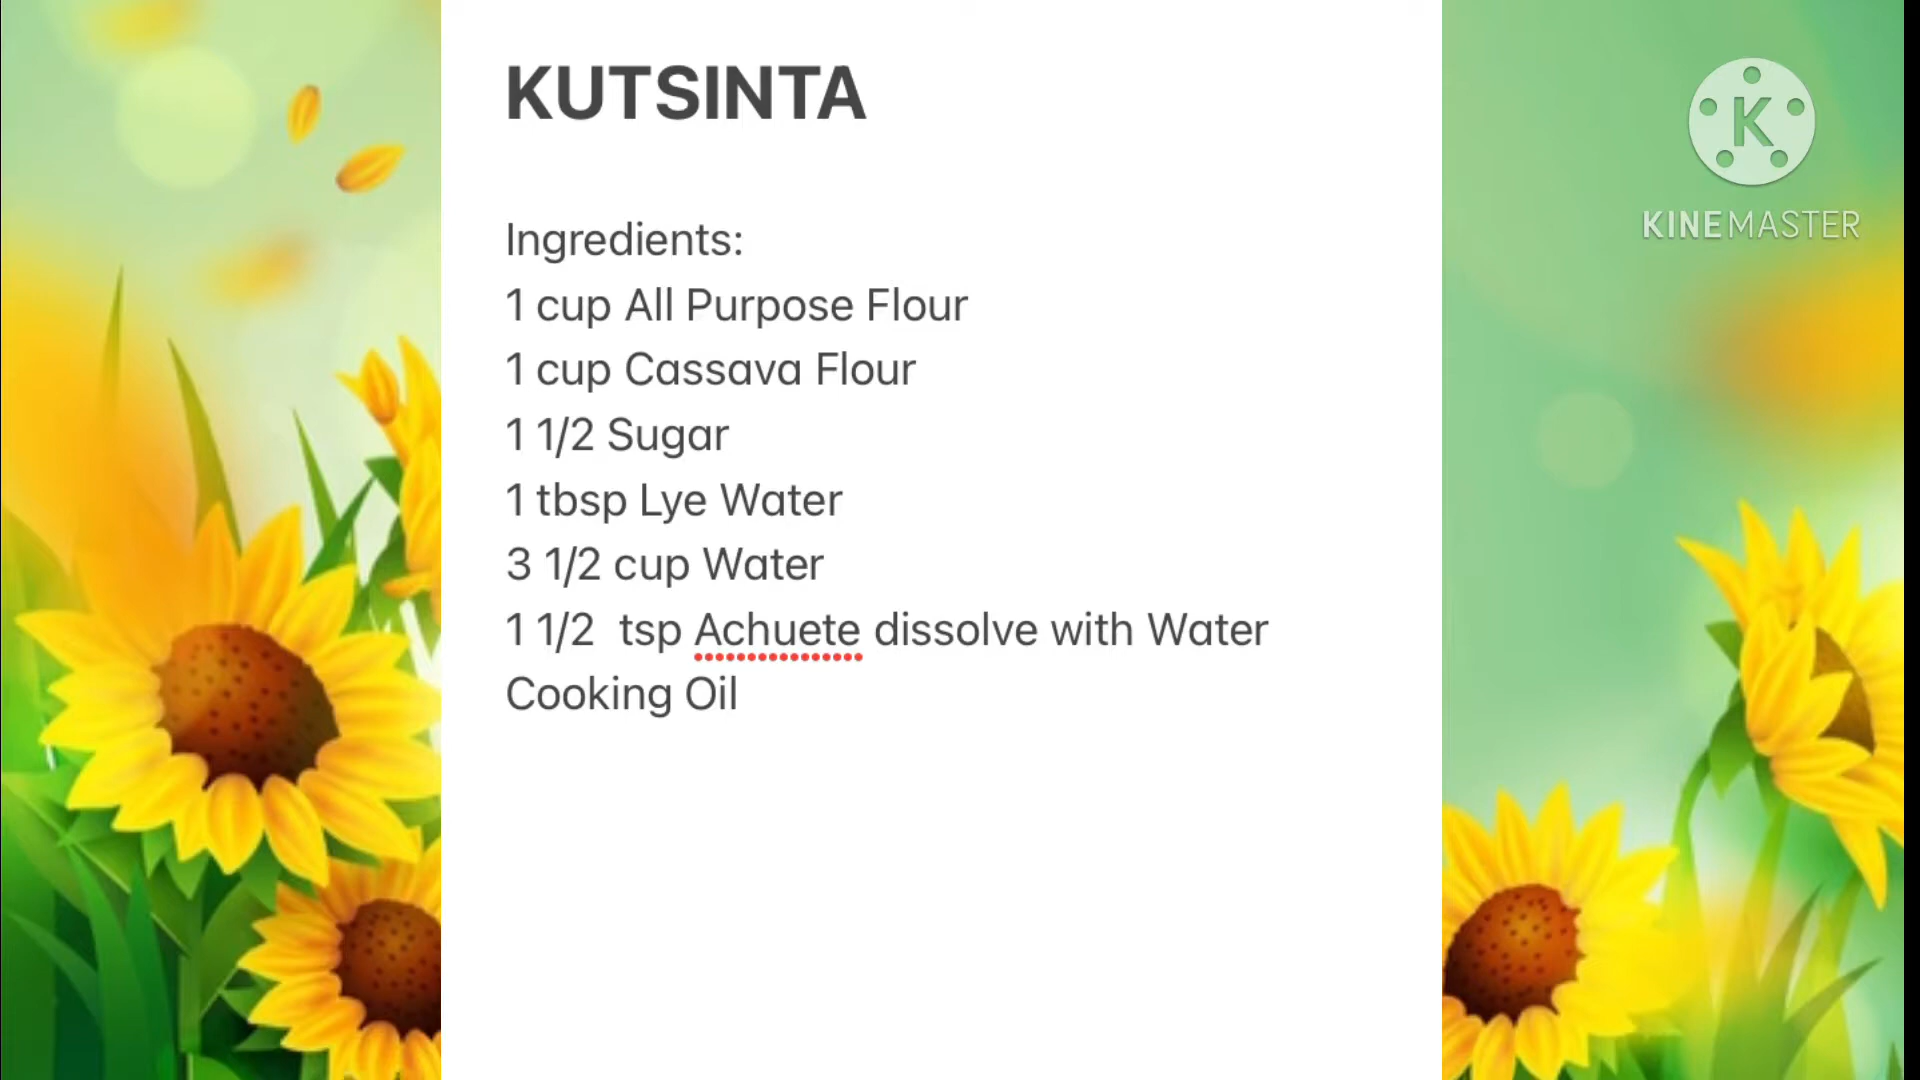 KUTSINTA
Ingredients:
1 cup All Purpose Flour
1 cup Cassava Flour
1 1/2 Sugar
1 tbsp Lye Water
3 1/2 cup Water
1 1/2  tsp Achuete dissolve with Water
Cooking Oil
K
KINEMASTER